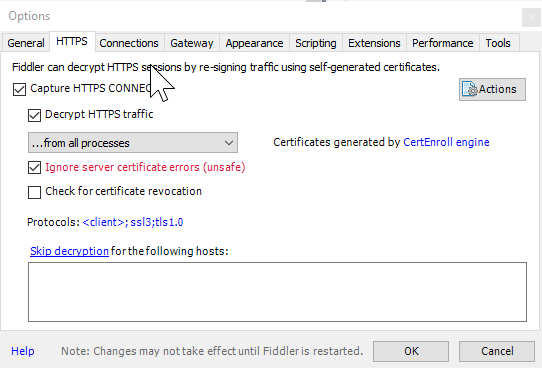 Options
General HTTPS Connections Gateway Appearance Scripting Extensions Performance Tools
Fiddler can decrypt HTTPS sessions by re-signing traffic using self-generated certificates.
Capture HTTPS CONNEC
Actions
Decrypt HTTPS traffic
...from all processes
Certificates generated by CertEnroll engine
Ignore server certificate errors (unsafe)
Check for certificate revocation
Protocols: <client>;ssl3;tls1.0
Skip decryption for the following hosts:
Help Note: Changes may not take effect until Fiddler is restarted. OK Cancel